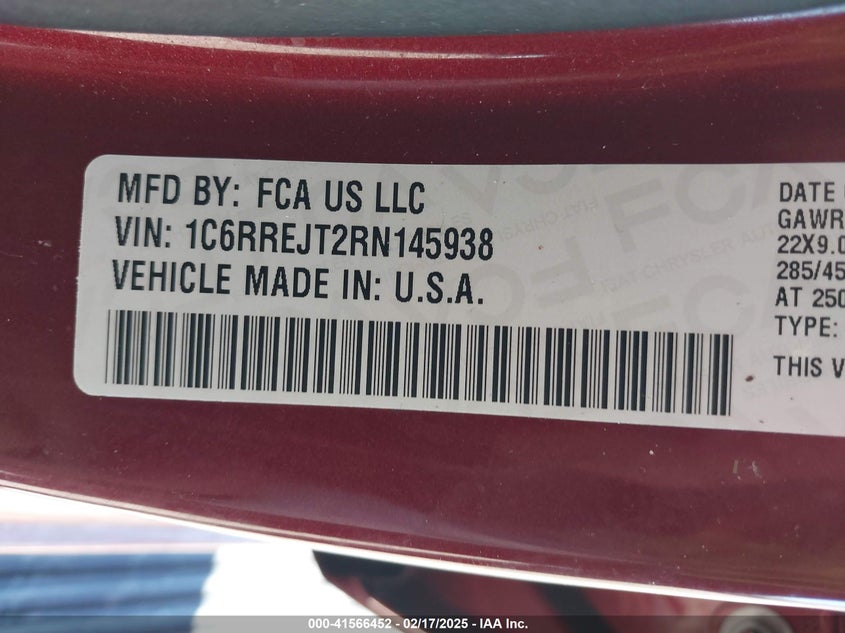 MFD BY: FCA US LLC
VIN: 1C6RREJT2RN145938
VEHICLE MADE IN: U.S.A.
DATE
GAWR
22X9.0
285/45
AT 250
TYPE:
THIS V
000-41566452 - 02/17/2025 - IAA Inc.